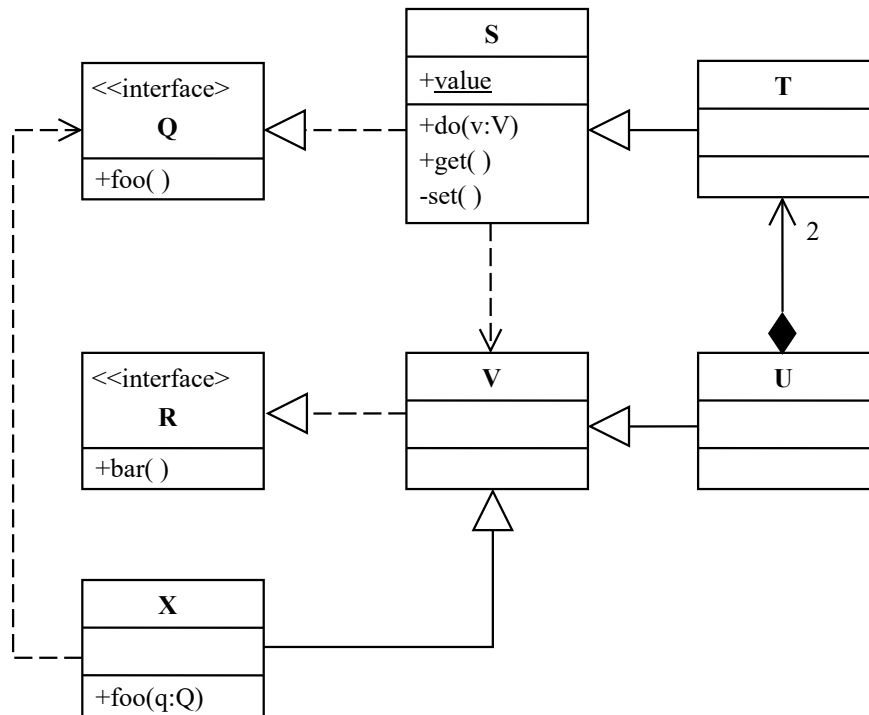 <<interface>
Q
+foo( )
S
+value
+do(v:V)
+get( )
-set( )
T
2
<<interface>
R
+bar( )
V
U
X
+foo(q:Q)